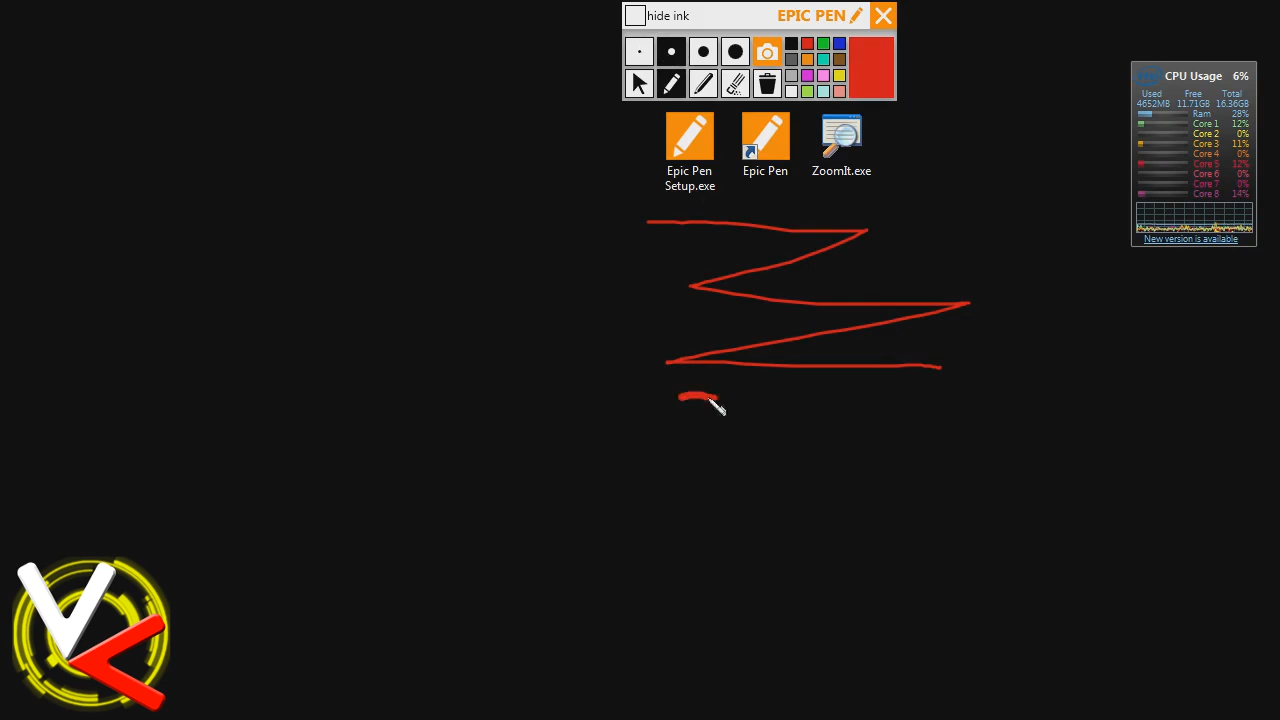 hide ink
EPIC PEN
Epic Pen
Setup.exe
Epic Pen
ZoomIt.exe
intel
CPU Usage 6%
Used Free Total
4652MB 11.71GB 16.36GB
Ram 28%
Core 1 12%
Core 2 0%
Core 3 11%
Core 4 0%
Core 5 12%
Core 6 0%
Core 7 0%
Core 8 14%
New version is available